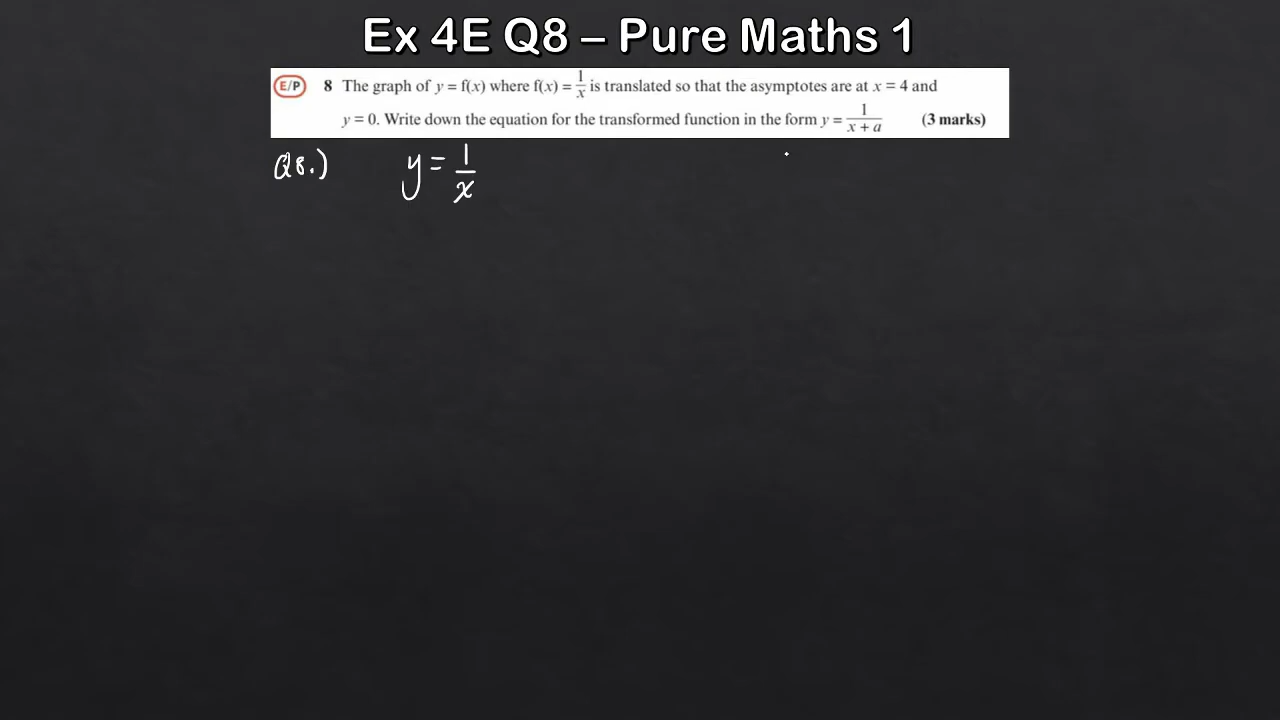 Ex 4E Q8 – Pure Maths 1
E/P 8 The graph of y = f(x) where f(x) = 1/x is translated so that the asymptotes are at x = 4 and
y = 0. Write down the equation for the transformed function in the form y = 1/(x + a) (3 marks)
Q8.) y = 1/x